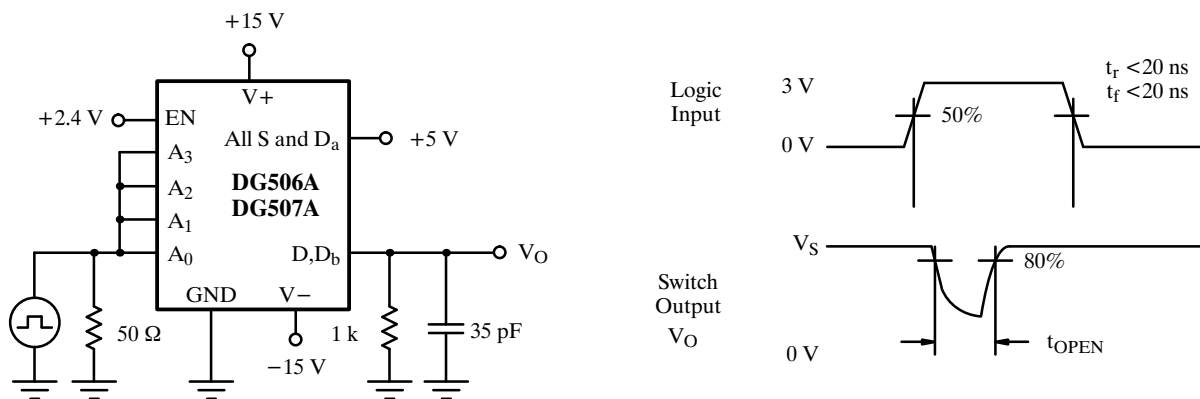 +15 V
V+
+2.4 V
EN
All S and Da
+5 V
A3
A2
A1
A0
DG506A
DG507A
D,Db
VO
GND
V−
50 Ω
−15 V
1 k
35 pF
Logic
Input
3 V
0 V
50%
tr <20 ns
tf <20 ns
VS
Switch
Output
VO
0 V
80%
tOPEN